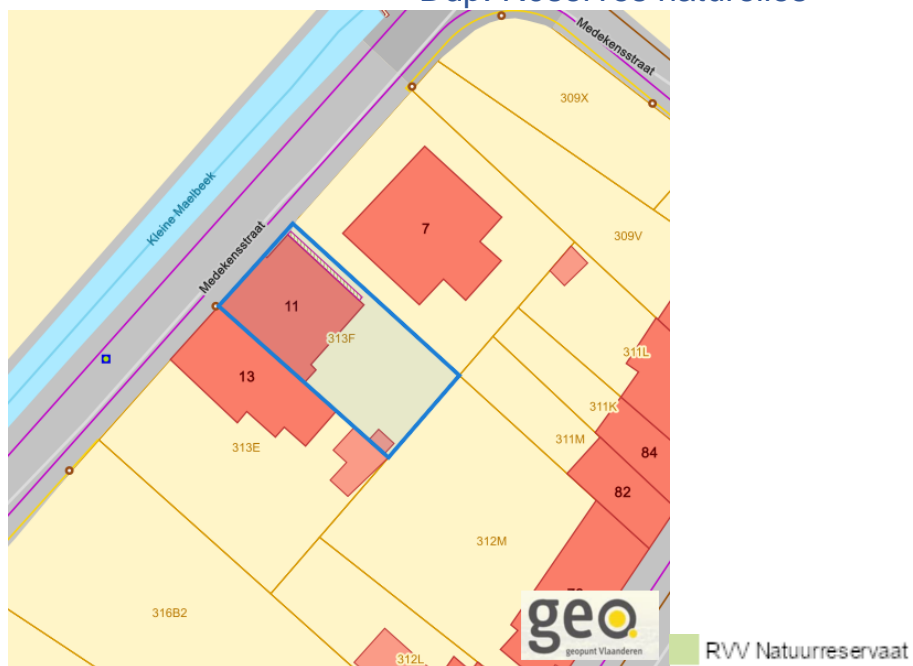 Medekensstraat
309X
Kleine Maelbeek
7
309V
Medekensstraat
11
313F
311L
13
311K
311M
84
313E
82
312M
316B2
geo
geopunt Vlaanderen
312L
RVV Natuurreservaat